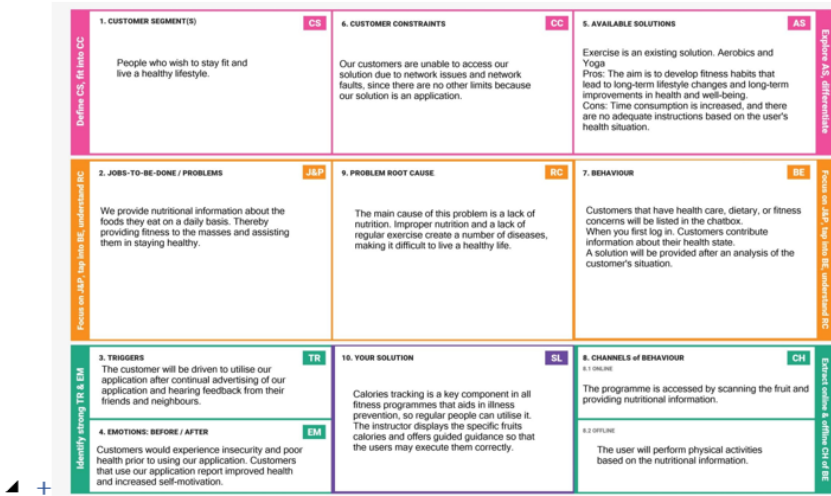 1. CUSTOMER SEGMENT(S)
CS
People who wish to stay fit and
live a healthy lifestyle.
6. CUSTOMER CONSTRAINTS
CC
Our customers are unable to access our
solution due to network issues and network
faults, since there are no other limits because
our solution is an application.
5. AVAILABLE SOLUTIONS
AS
Exercise is an existing solution. Aerobics and
Yoga
Pros: The aim is to develop fitness habits that
lead to long-term lifestyle changes and long-term
improvements in health and well-being.
Cons: Time consumption is increased, and there
are no adequate instructions based on the user's
health situation.
Define CS, fit into CC
Explore AS, differentiate
2. JOBS-TO-BE-DONE / PROBLEMS
J&P
We provide nutritional information about the
foods they eat on a daily basis. Thereby
providing fitness to the masses and assisting
them in staying healthy.
9. PROBLEM ROOT CAUSE
RC
The main cause of this problem is a lack of
nutrition. Improper nutrition and a lack of
regular exercise create a number of diseases,
making it difficult to live a healthy life.
7. BEHAVIOUR
BE
Customers that have health care, dietary, or fitness
concerns will be listed in the chatbox.
When you first log in. Customers contribute
information about their health state.
A solution will be provided after an analysis of the
customer's situation.
Focus on J&P, tap into BE, understand RC
Focus on J&P, tap into BE, understand RC
3. TRIGGERS
TR
The customer will be driven to utilise our
application after continual advertising of our
application and hearing feedback from their
friends and neighbours.
4. EMOTIONS: BEFORE / AFTER
EM
Customers would experience insecurity and poor
health prior to using our application. Customers
that use our application report improved health
and increased self-motivation.
10. YOUR SOLUTION
SL
Calories tracking is a key component in all
fitness programmes that aids in illness
prevention, so regular people can utilise it.
The instructor displays the specific fruits
calories and offers guided guidance so that
the users may execute them correctly.
8. CHANNELS of BEHAVIOUR
CH
8.1 ONLINE
The programme is accessed by scanning the fruit and
providing nutritional information.
8.2 OFFLINE
The user will perform physical activities
based on the nutritional information.
Identify strong TR & EM
Extract online & offline CH of BE